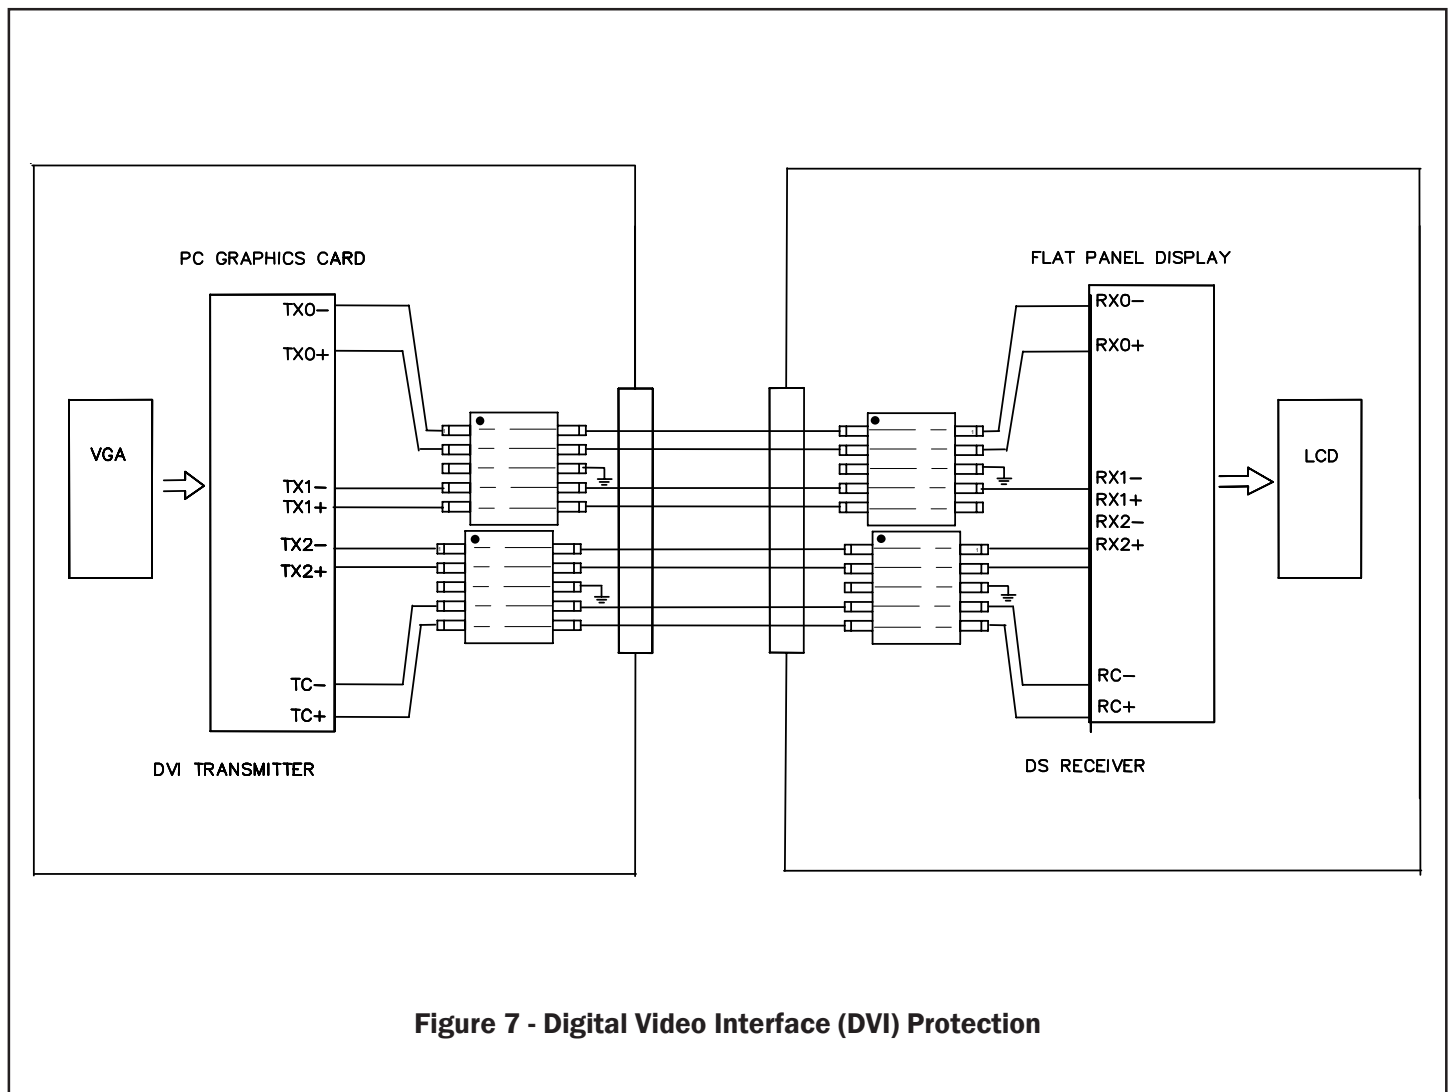 PC GRAPHICS CARD
TX0-
TX0+
VGA
TX1-
TX1+
TX2-
TX2+
TC-
TC+
DVI TRANSMITTER
FLAT PANEL DISPLAY
RX0-
RX0+
RX1-
RX1+
RX2-
RX2+
LCD
RC-
RC+
DS RECEIVER
Figure 7 - Digital Video Interface (DVI) Protection